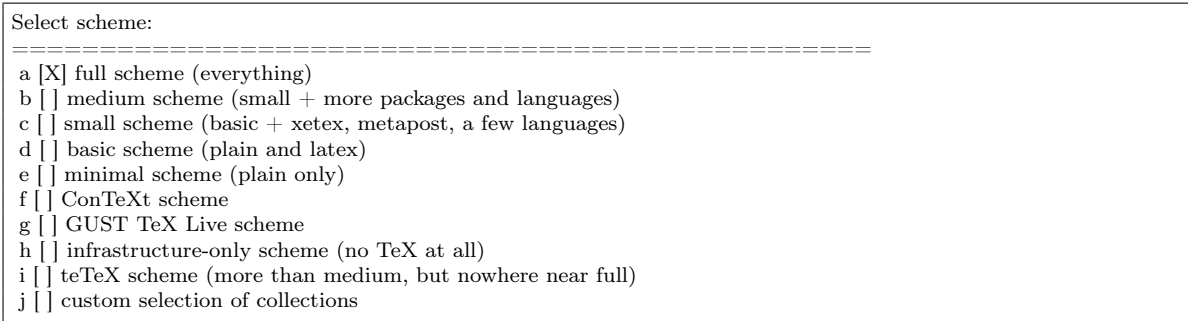 Select scheme:
=================================================
a [X] full scheme (everything)
b [ ] medium scheme (small + more packages and languages)
c [ ] small scheme (basic + xetex, metapost, a few languages)
d [ ] basic scheme (plain and latex)
e [ ] minimal scheme (plain only)
f [ ] ConTeXt scheme
g [ ] GUST TeX Live scheme
h [ ] infrastructure-only scheme (no TeX at all)
i [ ] teTeX scheme (more than medium, but nowhere near full)
j [ ] custom selection of collections